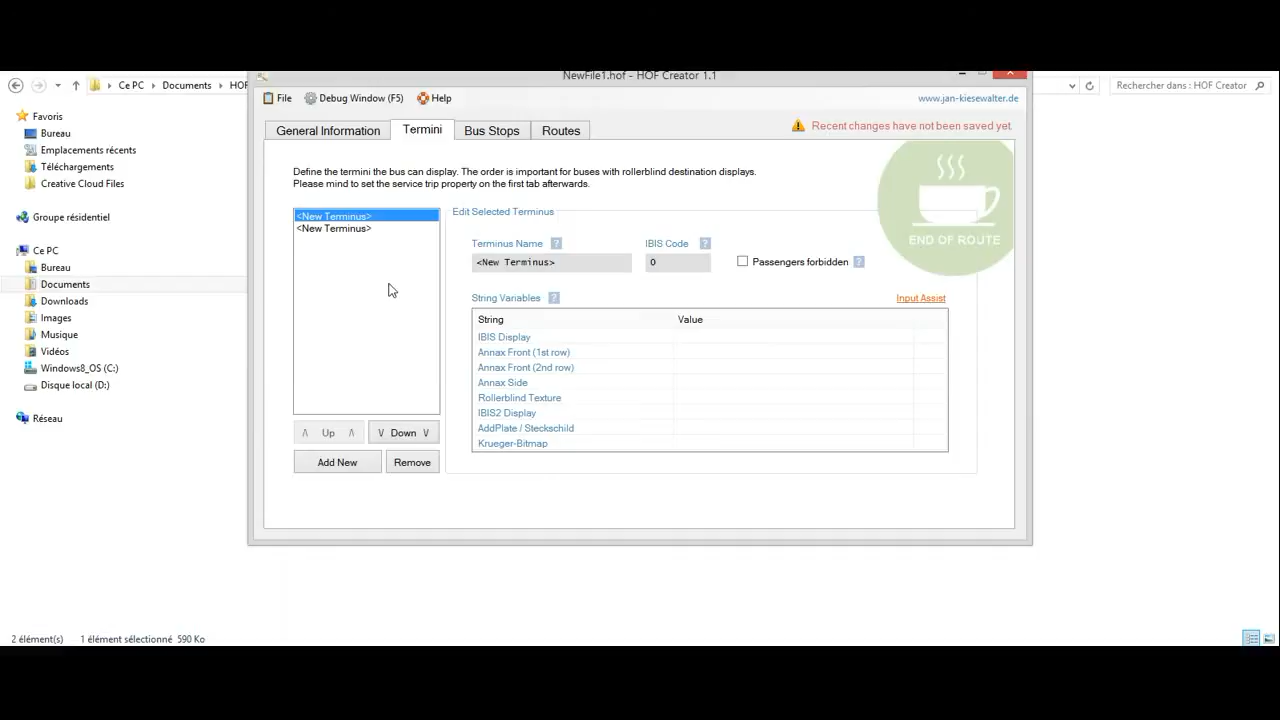 NewFile1.hof - HOF Creator 1.1
Ce PC
Documents
HOF
Rechercher dans : HOF Creator
File
Debug Window (F5)
Help
www.jan-kiesewalter.de
Favoris
Bureau
Emplacements récents
Téléchargements
Creative Cloud Files
Groupe résidentiel
Ce PC
Bureau
Documents
Downloads
Images
Musique
Vidéos
Windows8_OS (C:)
Disque local (D:)
Réseau
General Information
Termini
Bus Stops
Routes
Recent changes have not been saved yet.
Define the termini the bus can display. The order is important for buses with rollerblind destination displays.
Please mind to set the service trip property on the first tab afterwards.
END OF ROUTE
<New Terminus>
<New Terminus>
Up
Down
Add New
Remove
Edit Selected Terminus
Terminus Name ?
IBIS Code ?
<New Terminus>
0
Passengers forbidden ?
String Variables ?
Input Assist
String
Value
IBIS Display
Annax Front (1st row)
Annax Front (2nd row)
Annax Side
Rollerblind Texture
IBIS2 Display
AddPlate / Steckschild
Krueger-Bitmap
2 élément(s)
1 élément sélectionné 590 Ko